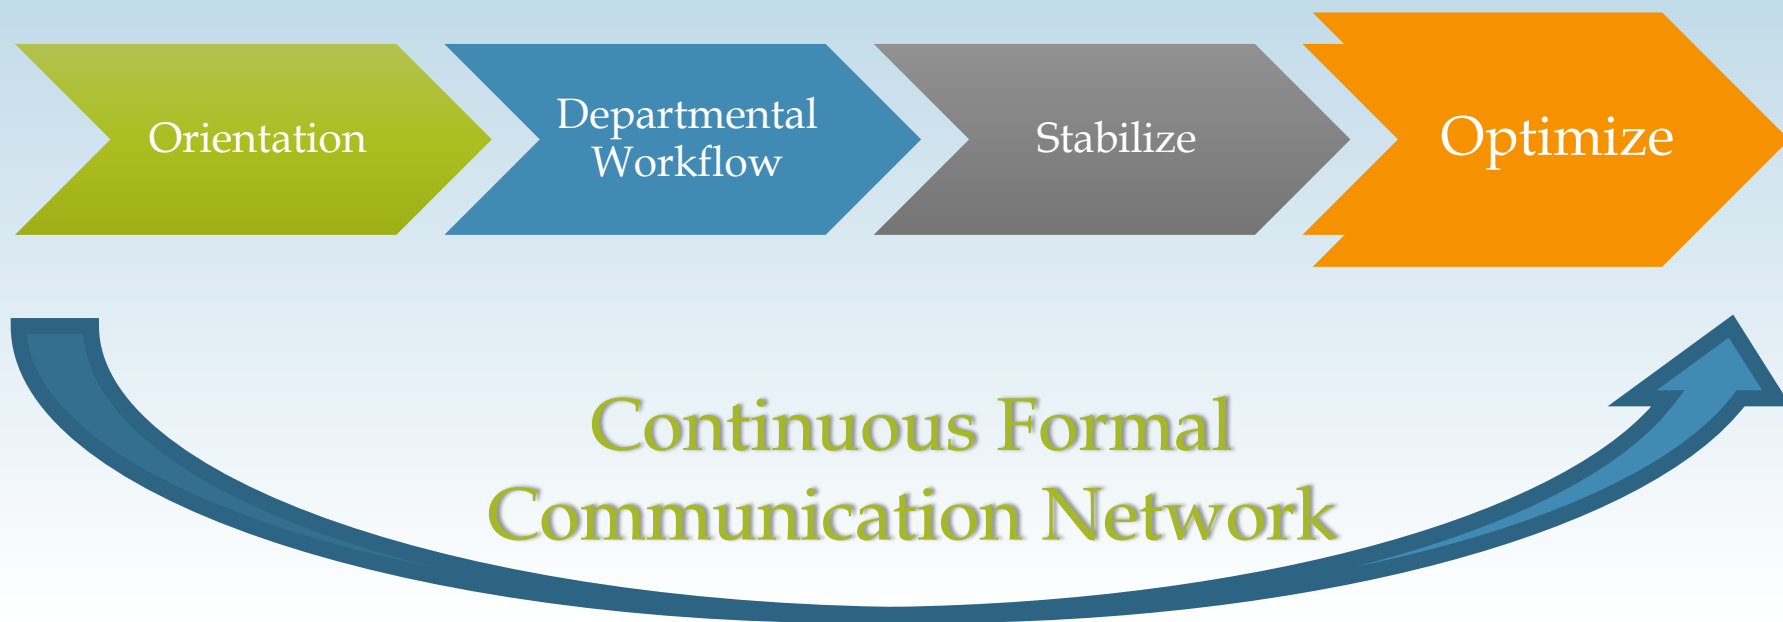 Orientation
Departmental
Workflow
Stabilize
Optimize
Continuous Formal
Communication Network